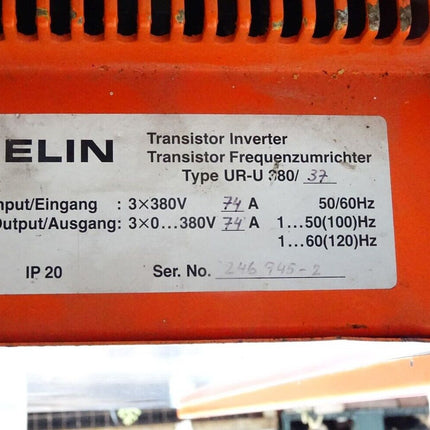 ELIN
Transistor Inverter
Transistor Frequenzumrichter
Type UR-U 380/ 37
nput/Eingang : 3×380V 74 A 50/60Hz
Output/Ausgang: 3×0...380V 74 A 1...50(100)Hz
1...60(120)Hz
IP 20 Ser. No. 246 945-2